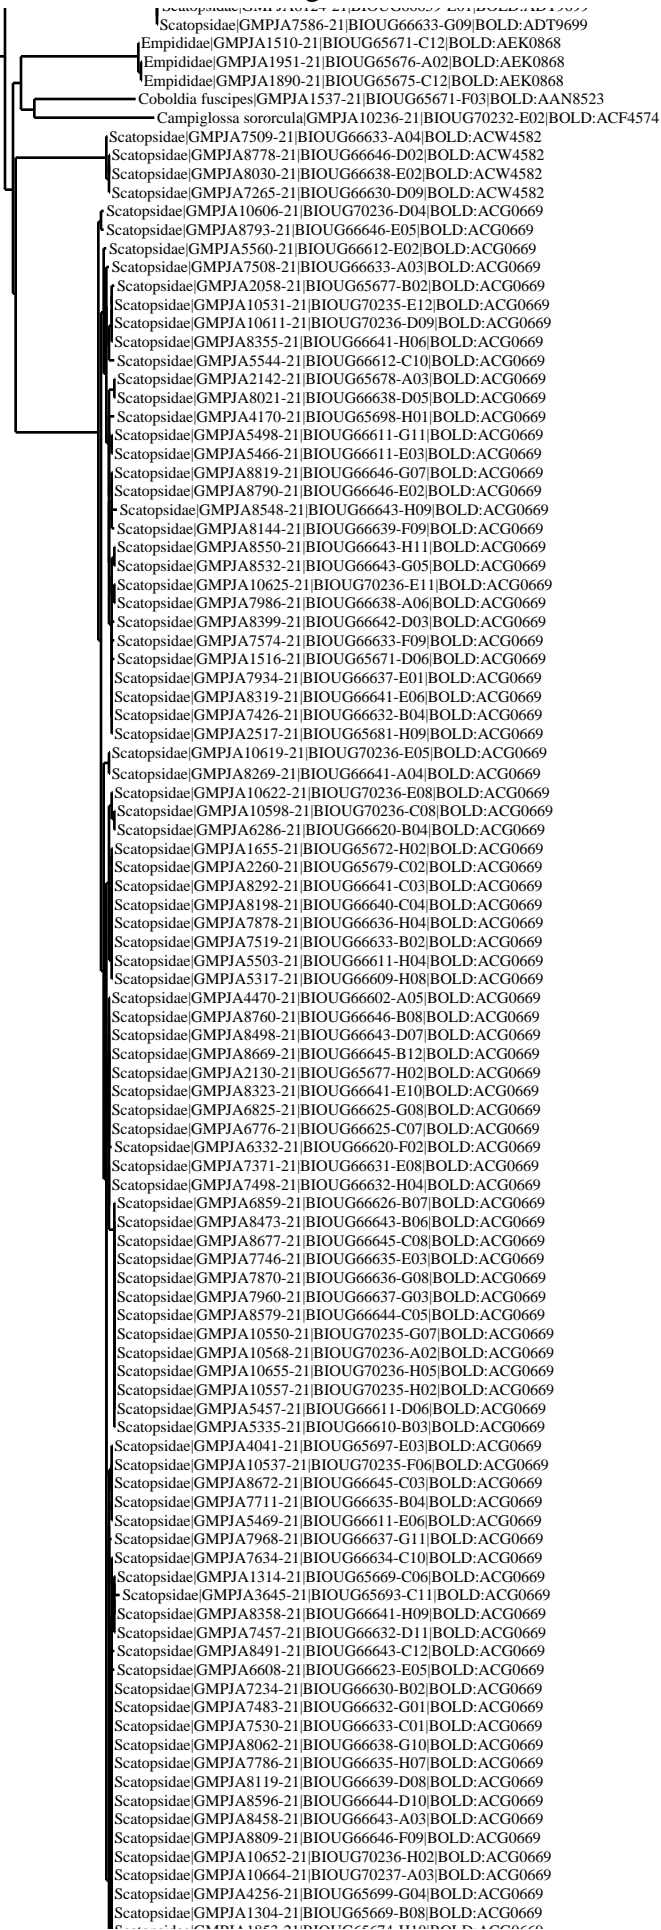 Scatopsidae|GMPJA7586-21|BIOUG66633-G09|BOLD:ADT9699
Empididae|GMPJA1510-21|BIOUG65671-C12|BOLD:AEK0868
Empididae|GMPJA1951-21|BIOUG65676-A02|BOLD:AEK0868
Empididae|GMPJA1890-21|BIOUG65675-C12|BOLD:AEK0868
Coboldia fuscipes|GMPJA1537-21|BIOUG65671-F03|BOLD:AAN8523
Campiglossa sororcula|GMPJA10236-21|BIOUG70232-E02|BOLD:ACF4574
Scatopsidae|GMPJA7509-21|BIOUG66633-A04|BOLD:ACW4582
Scatopsidae|GMPJA8778-21|BIOUG66646-D02|BOLD:ACW4582
Scatopsidae|GMPJA8030-21|BIOUG66638-E02|BOLD:ACW4582
Scatopsidae|GMPJA7265-21|BIOUG66630-D09|BOLD:ACW4582
Scatopsidae|GMPJA10606-21|BIOUG70236-D04|BOLD:ACG0669
Scatopsidae|GMPJA8793-21|BIOUG66646-E05|BOLD:ACG0669
Scatopsidae|GMPJA5560-21|BIOUG66612-E02|BOLD:ACG0669
Scatopsidae|GMPJA7508-21|BIOUG66633-A03|BOLD:ACG0669
Scatopsidae|GMPJA2058-21|BIOUG65677-B02|BOLD:ACG0669
Scatopsidae|GMPJA10531-21|BIOUG70235-E12|BOLD:ACG0669
Scatopsidae|GMPJA10611-21|BIOUG70236-D09|BOLD:ACG0669
Scatopsidae|GMPJA8355-21|BIOUG66641-H06|BOLD:ACG0669
Scatopsidae|GMPJA5544-21|BIOUG66612-C10|BOLD:ACG0669
Scatopsidae|GMPJA2142-21|BIOUG65678-A03|BOLD:ACG0669
Scatopsidae|GMPJA8021-21|BIOUG66638-D05|BOLD:ACG0669
Scatopsidae|GMPJA4170-21|BIOUG65698-H01|BOLD:ACG0669
Scatopsidae|GMPJA5498-21|BIOUG66611-G11|BOLD:ACG0669
Scatopsidae|GMPJA5466-21|BIOUG66611-E03|BOLD:ACG0669
Scatopsidae|GMPJA8819-21|BIOUG66646-G07|BOLD:ACG0669
Scatopsidae|GMPJA8790-21|BIOUG66646-E02|BOLD:ACG0669
Scatopsidae|GMPJA8548-21|BIOUG66643-H09|BOLD:ACG0669
Scatopsidae|GMPJA8144-21|BIOUG66639-F09|BOLD:ACG0669
Scatopsidae|GMPJA8550-21|BIOUG66643-H11|BOLD:ACG0669
Scatopsidae|GMPJA8532-21|BIOUG66643-G05|BOLD:ACG0669
Scatopsidae|GMPJA10625-21|BIOUG70236-E11|BOLD:ACG0669
Scatopsidae|GMPJA7986-21|BIOUG66638-A06|BOLD:ACG0669
Scatopsidae|GMPJA8399-21|BIOUG66642-D03|BOLD:ACG0669
Scatopsidae|GMPJA7574-21|BIOUG66633-F09|BOLD:ACG0669
Scatopsidae|GMPJA1516-21|BIOUG65671-D06|BOLD:ACG0669
Scatopsidae|GMPJA7934-21|BIOUG66637-E01|BOLD:ACG0669
Scatopsidae|GMPJA8319-21|BIOUG66641-E06|BOLD:ACG0669
Scatopsidae|GMPJA7426-21|BIOUG66632-B04|BOLD:ACG0669
Scatopsidae|GMPJA2517-21|BIOUG65681-H09|BOLD:ACG0669
Scatopsidae|GMPJA10619-21|BIOUG70236-E05|BOLD:ACG0669
Scatopsidae|GMPJA8269-21|BIOUG66641-A04|BOLD:ACG0669
Scatopsidae|GMPJA10622-21|BIOUG70236-E08|BOLD:ACG0669
Scatopsidae|GMPJA10598-21|BIOUG70236-C08|BOLD:ACG0669
Scatopsidae|GMPJA6286-21|BIOUG66620-B04|BOLD:ACG0669
Scatopsidae|GMPJA1655-21|BIOUG65672-H02|BOLD:ACG0669
Scatopsidae|GMPJA2260-21|BIOUG65679-C02|BOLD:ACG0669
Scatopsidae|GMPJA8292-21|BIOUG66641-C03|BOLD:ACG0669
Scatopsidae|GMPJA8198-21|BIOUG66640-C04|BOLD:ACG0669
Scatopsidae|GMPJA7878-21|BIOUG66636-H04|BOLD:ACG0669
Scatopsidae|GMPJA7519-21|BIOUG66633-B02|BOLD:ACG0669
Scatopsidae|GMPJA5503-21|BIOUG66611-H04|BOLD:ACG0669
Scatopsidae|GMPJA5317-21|BIOUG66609-H08|BOLD:ACG0669
Scatopsidae|GMPJA4470-21|BIOUG66602-A05|BOLD:ACG0669
Scatopsidae|GMPJA8760-21|BIOUG66646-B08|BOLD:ACG0669
Scatopsidae|GMPJA8498-21|BIOUG66643-D07|BOLD:ACG0669
Scatopsidae|GMPJA8669-21|BIOUG66645-B12|BOLD:ACG0669
Scatopsidae|GMPJA2130-21|BIOUG65677-H02|BOLD:ACG0669
Scatopsidae|GMPJA8323-21|BIOUG66641-E10|BOLD:ACG0669
Scatopsidae|GMPJA6825-21|BIOUG66625-G08|BOLD:ACG0669
Scatopsidae|GMPJA6776-21|BIOUG66625-C07|BOLD:ACG0669
Scatopsidae|GMPJA6332-21|BIOUG66620-F02|BOLD:ACG0669
Scatopsidae|GMPJA7371-21|BIOUG66631-E08|BOLD:ACG0669
Scatopsidae|GMPJA7498-21|BIOUG66632-H04|BOLD:ACG0669
Scatopsidae|GMPJA6859-21|BIOUG66626-B07|BOLD:ACG0669
Scatopsidae|GMPJA8473-21|BIOUG66643-B06|BOLD:ACG0669
Scatopsidae|GMPJA8677-21|BIOUG66645-C08|BOLD:ACG0669
Scatopsidae|GMPJA7746-21|BIOUG66635-E03|BOLD:ACG0669
Scatopsidae|GMPJA7870-21|BIOUG66636-G08|BOLD:ACG0669
Scatopsidae|GMPJA7960-21|BIOUG66637-G03|BOLD:ACG0669
Scatopsidae|GMPJA8579-21|BIOUG66644-C05|BOLD:ACG0669
Scatopsidae|GMPJA10550-21|BIOUG70235-G07|BOLD:ACG0669
Scatopsidae|GMPJA10568-21|BIOUG70236-A02|BOLD:ACG0669
Scatopsidae|GMPJA10655-21|BIOUG70236-H05|BOLD:ACG0669
Scatopsidae|GMPJA10557-21|BIOUG70235-H02|BOLD:ACG0669
Scatopsidae|GMPJA5457-21|BIOUG66611-D06|BOLD:ACG0669
Scatopsidae|GMPJA5335-21|BIOUG66610-B03|BOLD:ACG0669
Scatopsidae|GMPJA4041-21|BIOUG65697-E03|BOLD:ACG0669
Scatopsidae|GMPJA10537-21|BIOUG70235-F06|BOLD:ACG0669
Scatopsidae|GMPJA8672-21|BIOUG66645-C03|BOLD:ACG0669
Scatopsidae|GMPJA7711-21|BIOUG66635-B04|BOLD:ACG0669
Scatopsidae|GMPJA5469-21|BIOUG66611-E06|BOLD:ACG0669
Scatopsidae|GMPJA7968-21|BIOUG66637-G11|BOLD:ACG0669
Scatopsidae|GMPJA7634-21|BIOUG66634-C10|BOLD:ACG0669
Scatopsidae|GMPJA1314-21|BIOUG65669-C06|BOLD:ACG0669
Scatopsidae|GMPJA3645-21|BIOUG65693-C11|BOLD:ACG0669
Scatopsidae|GMPJA8358-21|BIOUG66641-H09|BOLD:ACG0669
Scatopsidae|GMPJA7457-21|BIOUG66632-D11|BOLD:ACG0669
Scatopsidae|GMPJA8491-21|BIOUG66643-C12|BOLD:ACG0669
Scatopsidae|GMPJA6608-21|BIOUG66623-E05|BOLD:ACG0669
Scatopsidae|GMPJA7234-21|BIOUG66630-B02|BOLD:ACG0669
Scatopsidae|GMPJA7483-21|BIOUG66632-G01|BOLD:ACG0669
Scatopsidae|GMPJA7530-21|BIOUG66633-C01|BOLD:ACG0669
Scatopsidae|GMPJA8062-21|BIOUG66638-G10|BOLD:ACG0669
Scatopsidae|GMPJA7786-21|BIOUG66635-H07|BOLD:ACG0669
Scatopsidae|GMPJA8119-21|BIOUG66639-D08|BOLD:ACG0669
Scatopsidae|GMPJA8596-21|BIOUG66644-D10|BOLD:ACG0669
Scatopsidae|GMPJA8458-21|BIOUG66643-A03|BOLD:ACG0669
Scatopsidae|GMPJA8809-21|BIOUG66646-F09|BOLD:ACG0669
Scatopsidae|GMPJA10652-21|BIOUG70236-H02|BOLD:ACG0669
Scatopsidae|GMPJA10664-21|BIOUG70237-A03|BOLD:ACG0669
Scatopsidae|GMPJA4256-21|BIOUG65699-G04|BOLD:ACG0669
Scatopsidae|GMPJA1304-21|BIOUG65669-B08|BOLD:ACG0669